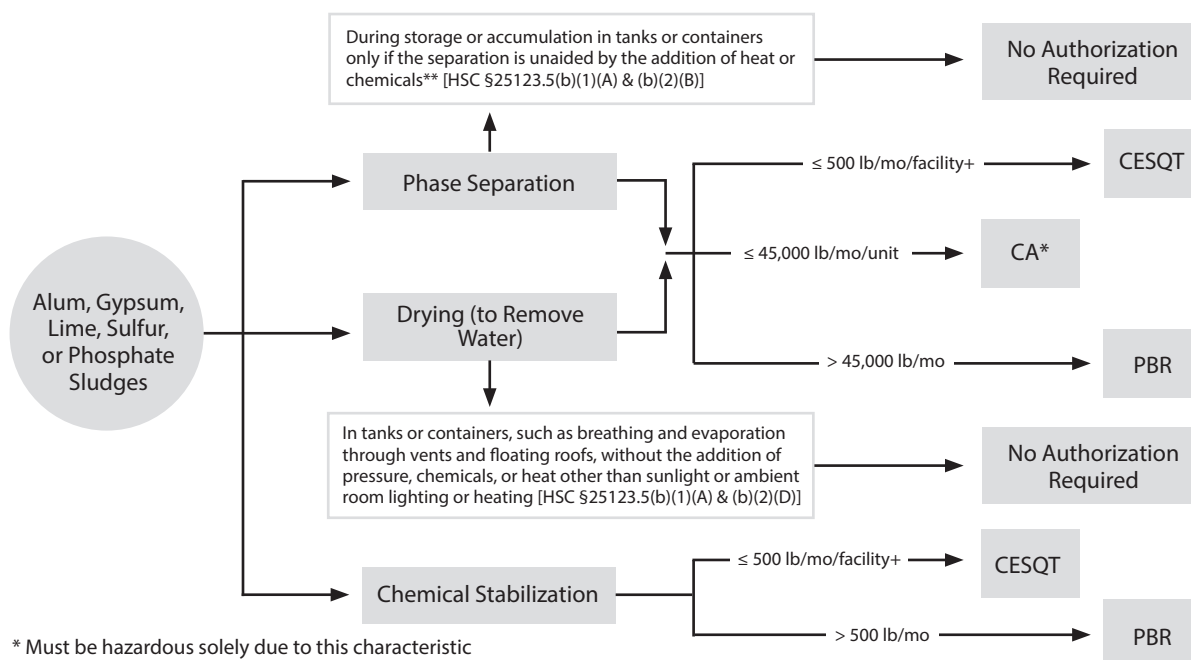 During storage or accumulation in tanks or containers
only if the separation is unaided by the addition of heat or
chemicals** [HSC §25123.5(b)(1)(A) & (b)(2)(B)]
No Authorization
Required
Phase Separation
≤ 500 lb/mo/facility+
CESQT
≤ 45,000 lb/mo/unit
CA*
Alum, Gypsum,
Lime, Sulfur,
or Phosphate
Sludges
Drying (to Remove
Water)
> 45,000 lb/mo
PBR
In tanks or containers, such as breathing and evaporation
through vents and floating roofs, without the addition of
pressure, chemicals, or heat other than sunlight or ambient
room lighting or heating [HSC §25123.5(b)(1)(A) & (b)(2)(D)]
No Authorization
Required
Chemical Stabilization
≤ 500 lb/mo/facility+
CESQT
> 500 lb/mo
PBR
* Must be hazardous solely due to this characteristic